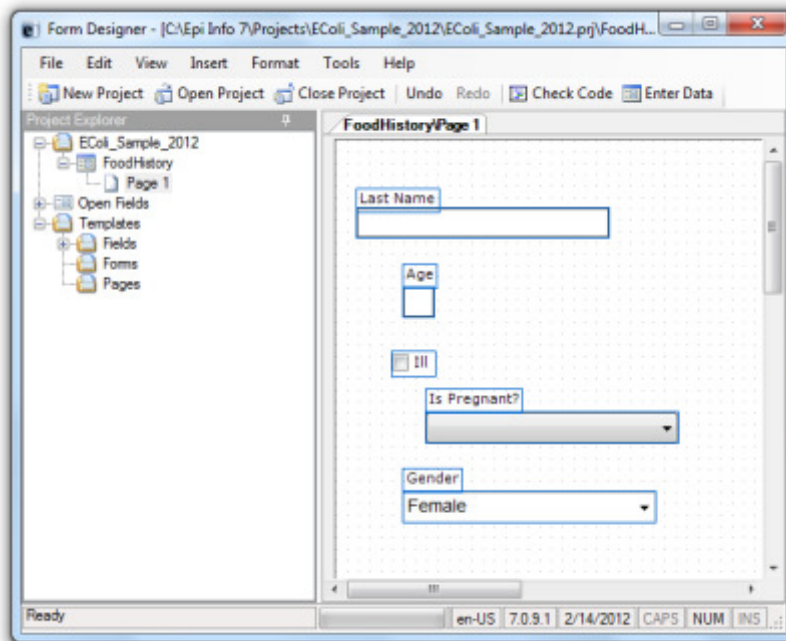 Form Designer - [C:\Epi Info 7\Projects\EColi_Sample_2012\EColi_Sample_2012.prj\FoodH...
File Edit View Insert Format Tools Help
New Project Open Project Close Project Undo Redo Check Code Enter Data
Project Explorer
EColi_Sample_2012
FoodHistory
Page 1
Open Fields
Templates
Fields
Forms
Pages
FoodHistory\Page 1
Last Name
Age
Ill
Is Pregnant?
Gender
Female
Ready en-US 7.0.9.1 2/14/2012 CAPS NUM INS